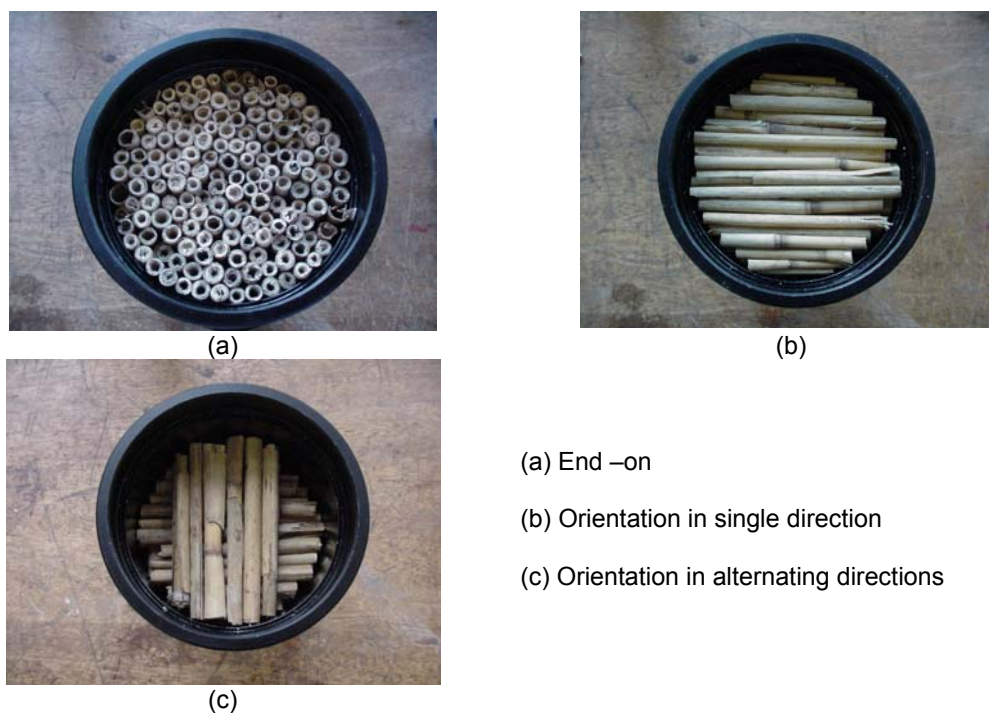 (a)
(b)
(a) End –on
(b) Orientation in single direction
(c) Orientation in alternating directions
(c)